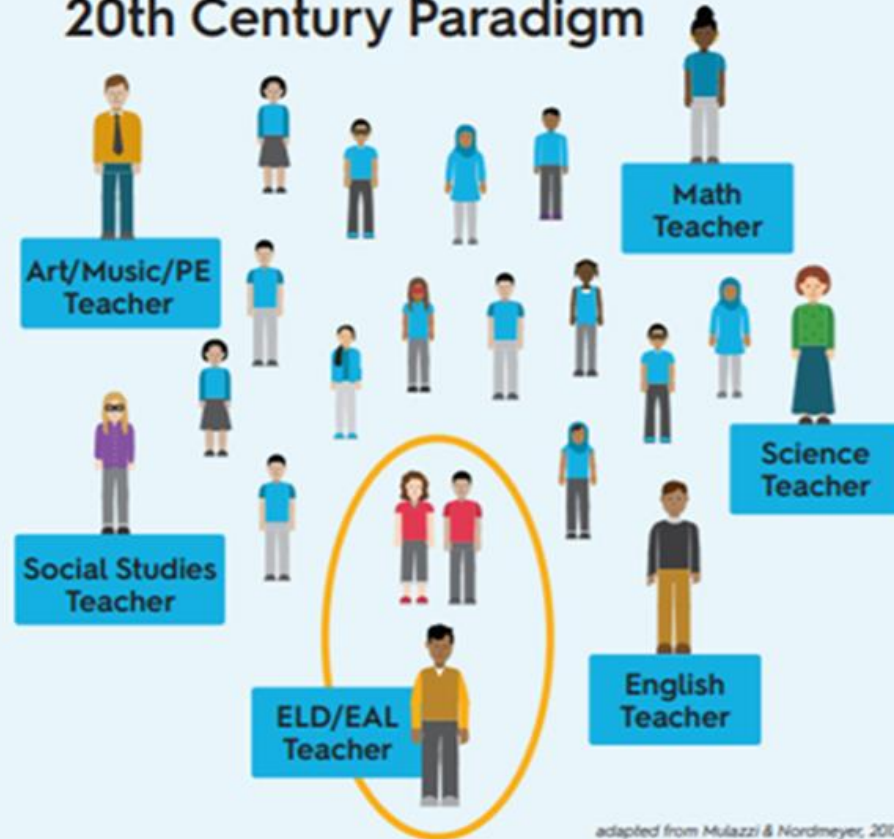 20th Century Paradigm
Math
Teacher
Art/Music/PE
Teacher
Science
Teacher
Social Studies
Teacher
English
Teacher
ELD/EAL
Teacher
adapted from Mulazzi & Nordmeyer,